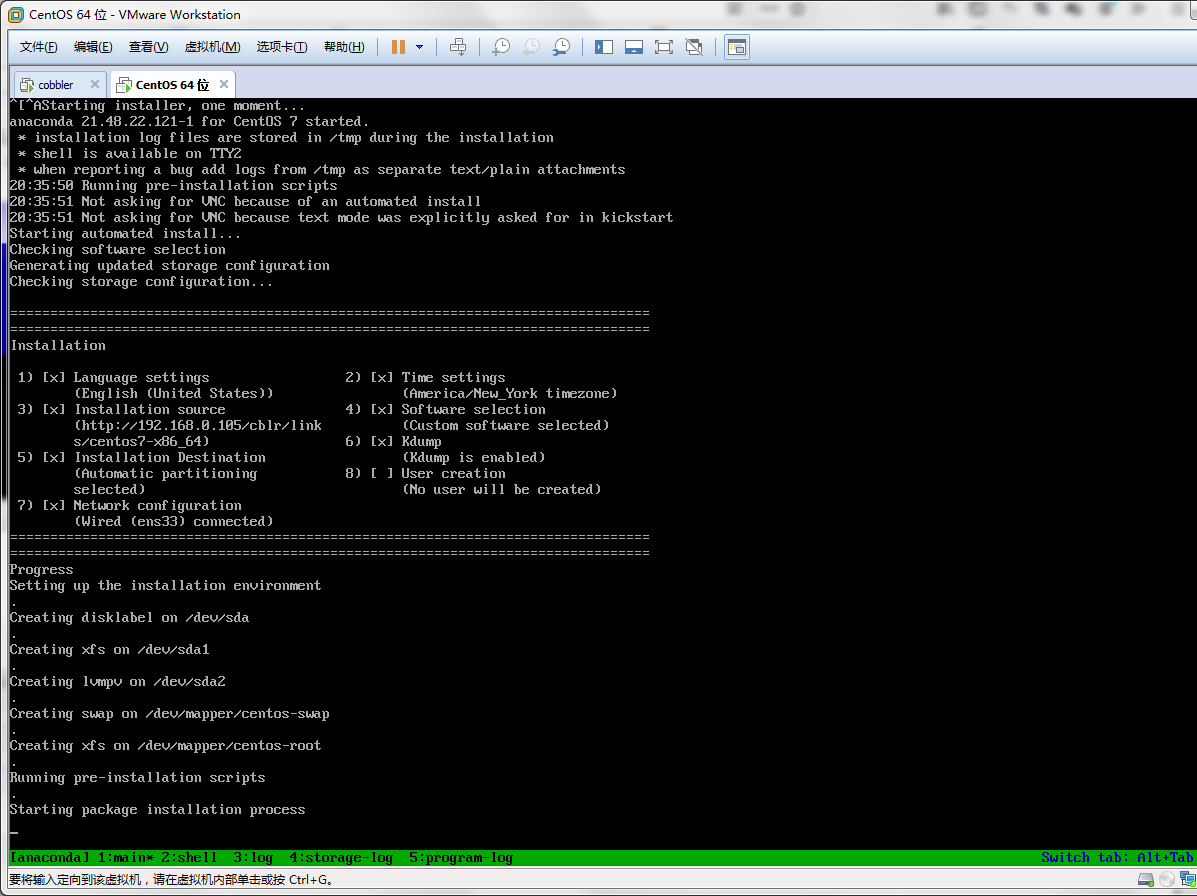 CentOS 64 位 - VMware Workstation
文件(F) 编辑(E) 查看(V) 虚拟机(M) 选项卡(T) 帮助(H)
cobbler CentOS 64 位
^[^AStarting installer, one moment...
anaconda 21.48.22.121-1 for CentOS 7 started.
* installation log files are stored in /tmp during the installation
* shell is available on TTY2
* when reporting a bug add logs from /tmp as separate text/plain attachments
20:35:50 Running pre-installation scripts
20:35:51 Not asking for VNC because of an automated install
20:35:51 Not asking for VNC because text mode was explicitly asked for in kickstart
Starting automated install...
Checking software selection
Generating updated storage configuration
Checking storage configuration...
================================================================================
================================================================================
Installation
1) [x] Language settings 2) [x] Time settings
(English (United States)) (America/New_York timezone)
3) [x] Installation source 4) [x] Software selection
(http://192.168.0.105/cblr/link (Custom software selected)
s/centos7-x86_64) 6) [x] Kdump
5) [x] Installation Destination (Kdump is enabled)
(Automatic partitioning 8) [ ] User creation
selected) (No user will be created)
7) [x] Network configuration
(Wired (ens33) connected)
================================================================================
================================================================================
Progress
Setting up the installation environment
.
Creating disklabel on /dev/sda
.
Creating xfs on /dev/sda1
.
Creating lvmpv on /dev/sda2
.
Creating swap on /dev/mapper/centos-swap
.
Creating xfs on /dev/mapper/centos-root
.
Running pre-installation scripts
.
Starting package installation process
[anaconda] 1:main* 2:shell 3:log 4:storage-log 5:program-log Switch tab: Alt+Tab
要将输入定向到该虚拟机，请在虚拟机内部单击或按 Ctrl+G。